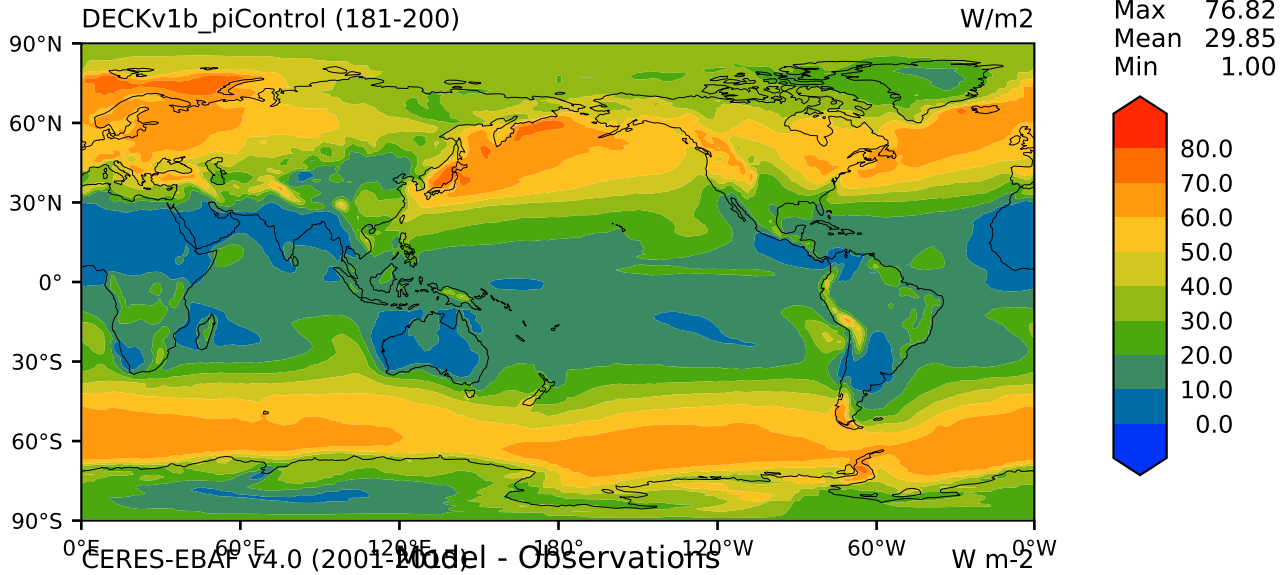 DECKv1b_piControl (181-200) W/m2
Max 76.82
Mean 29.85
Min 1.00
90°N
60°N
30°N
0°
30°S
60°S
90°S
0°E 60°E 120°E 180° 120°W 60°W 0°W
80.0
70.0
60.0
50.0
40.0
30.0
20.0
10.0
0.0
CERES-EBAF v4.0 (2001- Model - Observations W m-2